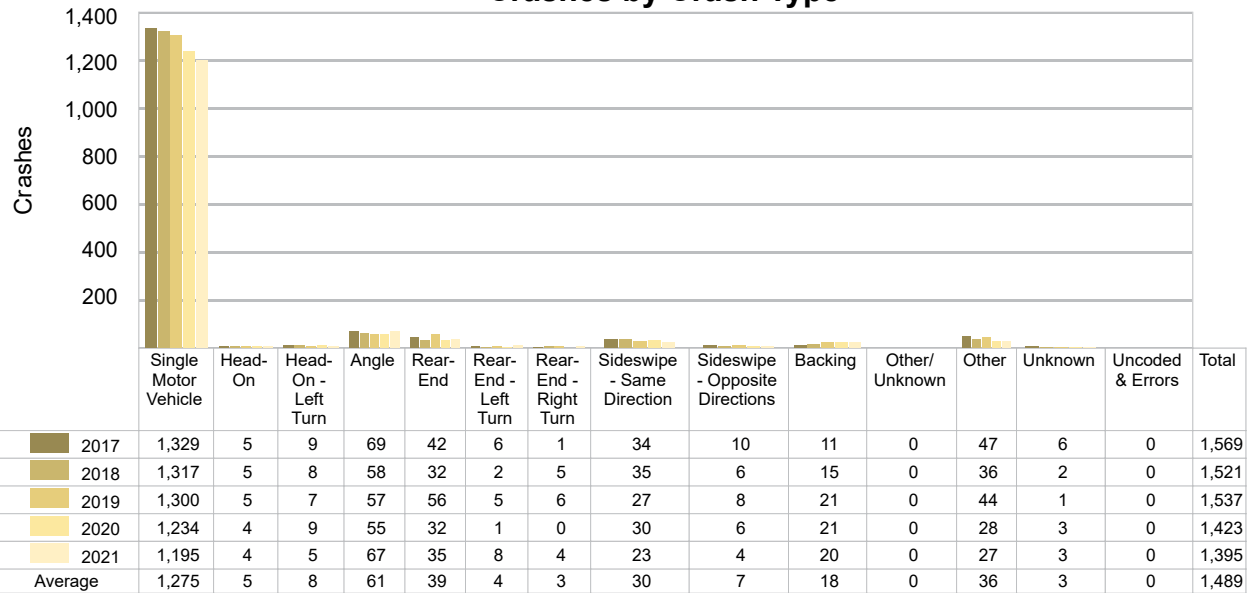 Crashes by Crash Type
1,400
1,200
1,000
800
600
400
200
Crashes
Single Motor Vehicle Head-On Head-On - Left Turn Angle Rear-End Rear-End - Left Turn Rear-End - Right Turn Sideswipe - Same Direction Sideswipe - Opposite Directions Backing Other/ Unknown Other Unknown Uncoded & Errors Total
2017 1,329 5 9 69 42 6 1 34 10 11 0 47 6 0 1,569
2018 1,317 5 8 58 32 2 5 35 6 15 0 36 2 0 1,521
2019 1,300 5 7 57 56 5 6 27 8 21 0 44 1 0 1,537
2020 1,234 4 9 55 32 1 0 30 6 21 0 28 3 0 1,423
2021 1,195 4 5 67 35 8 4 23 4 20 0 27 3 0 1,395
Average 1,275 5 8 61 39 4 3 30 7 18 0 36 3 0 1,489